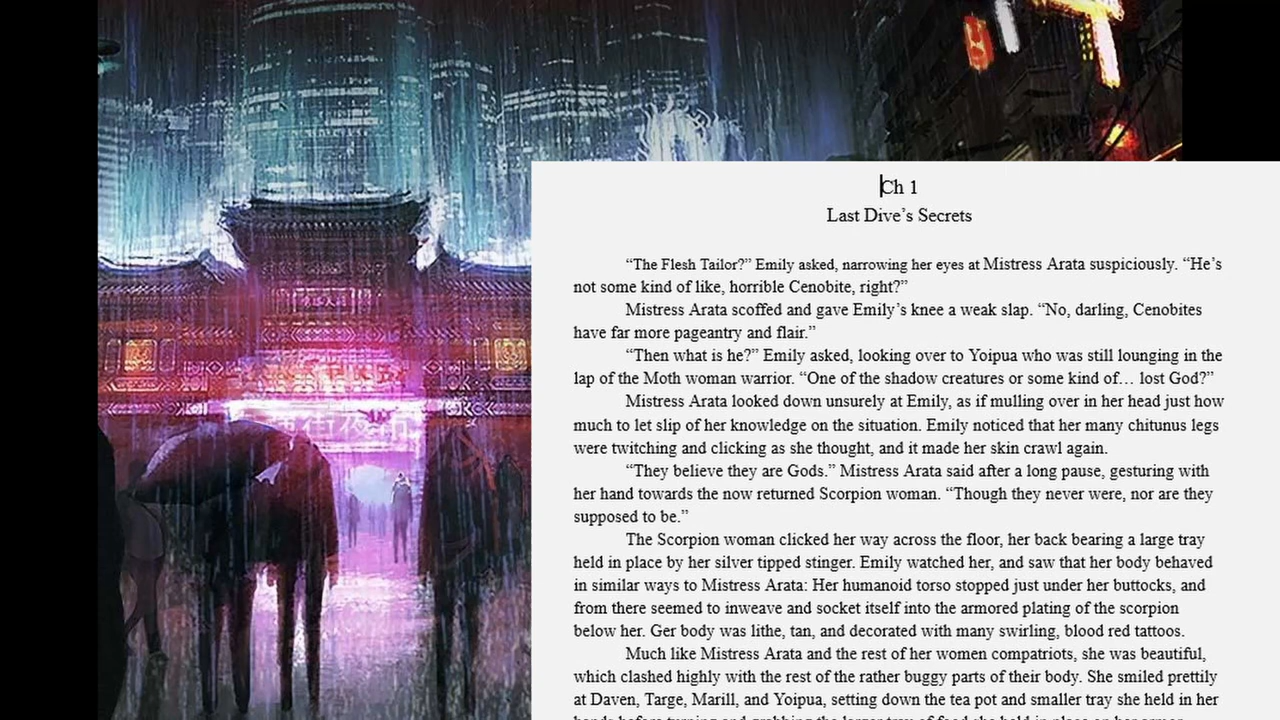 Ch 1
Last Dive’s Secrets
“The Flesh Tailor?” Emily asked, narrowing her eyes at Mistress Arata suspiciously. “He’s
not some kind of like, horrible Cenobite, right?”
Mistress Arata scoffed and gave Emily’s knee a weak slap. “No, darling, Cenobites
have far more pageantry and flair.”
“Then what is he?” Emily asked, looking over to Yoipua who was still lounging in the
lap of the Moth woman warrior. “One of the shadow creatures or some kind of… lost God?”
Mistress Arata looked down unsurely at Emily, as if mulling over in her head just how
much to let slip of her knowledge on the situation. Emily noticed that her many chitunus legs
were twitching and clicking as she thought, and it made her skin crawl again.
“They believe they are Gods.” Mistress Arata said after a long pause, gesturing with
her hand towards the now returned Scorpion woman. “Though they never were, nor are they
supposed to be.”
The Scorpion woman clicked her way across the floor, her back bearing a large tray
held in place by her silver tipped stinger. Emily watched her, and saw that her body behaved
in similar ways to Mistress Arata: Her humanoid torso stopped just under her buttocks, and
from there seemed to inweave and socket itself into the armored plating of the scorpion
below her. Ger body was lithe, tan, and decorated with many swirling, blood red tattoos.
Much like Mistress Arata and the rest of her women compatriots, she was beautiful,
which clashed highly with the rest of the rather buggy parts of their body. She smiled prettily
at Daven, Targe, Marill, and Yoipua, setting down the tea pot and smaller tray she held in her